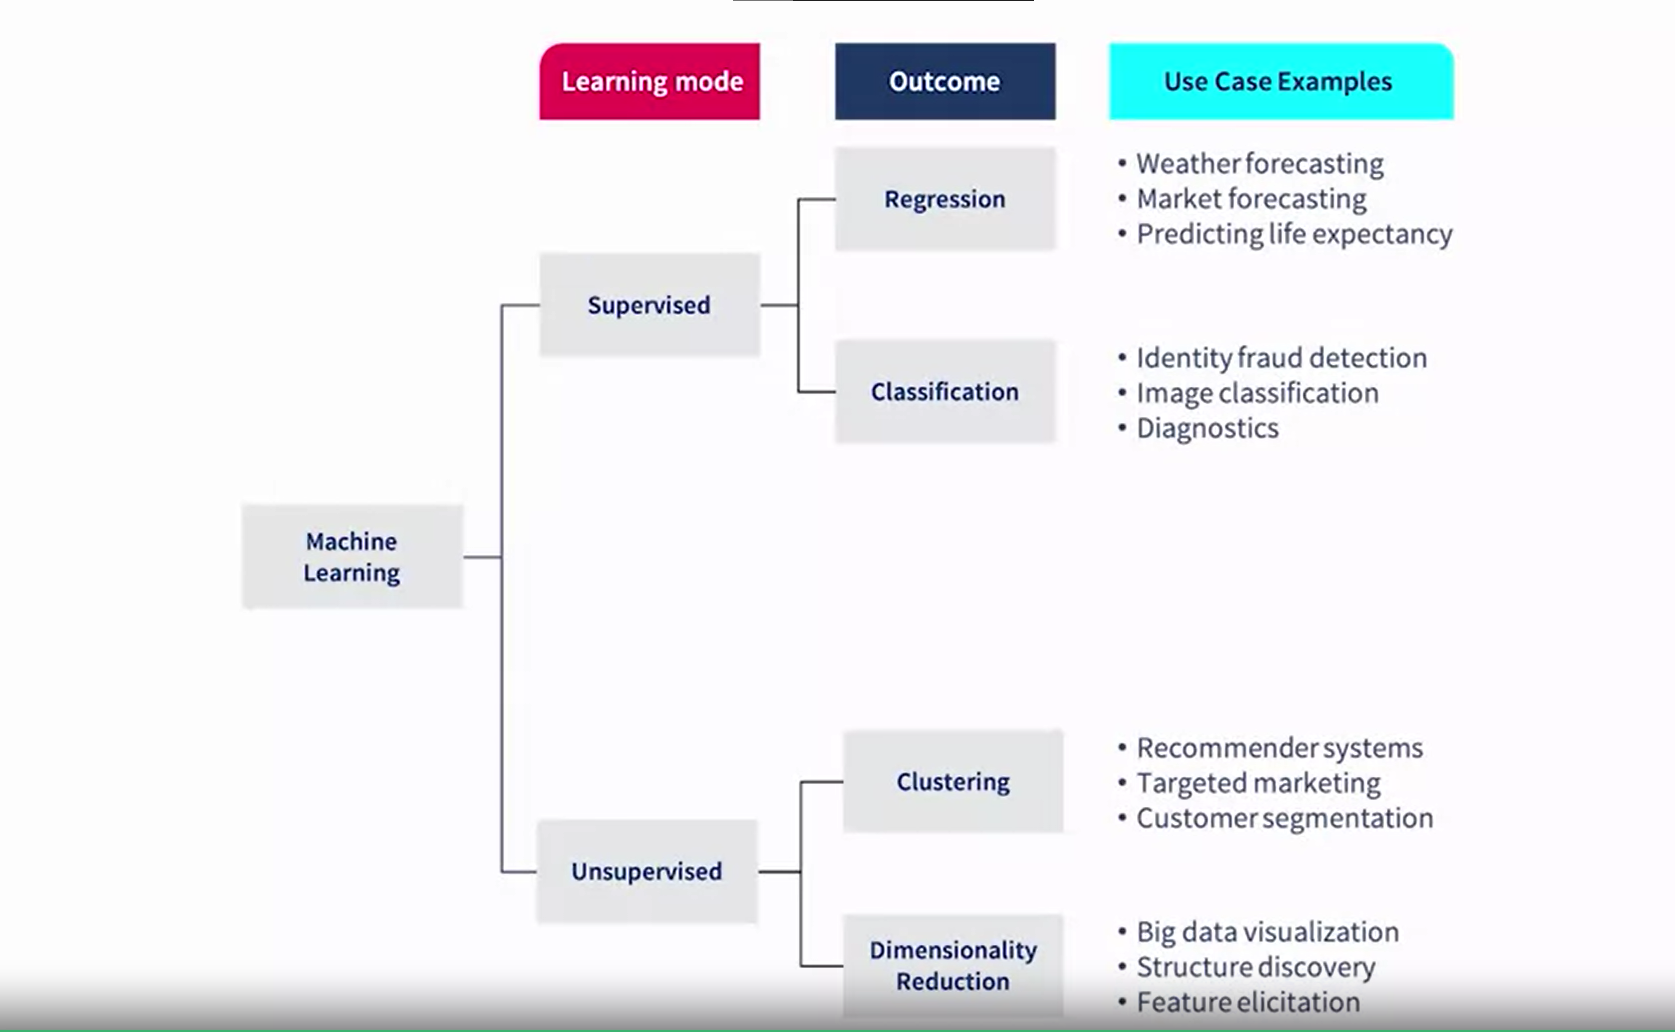 Learning mode
Outcome
Use Case Examples
Regression
• Weather forecasting
• Market forecasting
• Predicting life expectancy
Supervised
Classification
• Identity fraud detection
• Image classification
• Diagnostics
Machine
Learning
Clustering
• Recommender systems
• Targeted marketing
• Customer segmentation
Unsupervised
Dimensionality
Reduction
• Big data visualization
• Structure discovery
• Feature elicitation